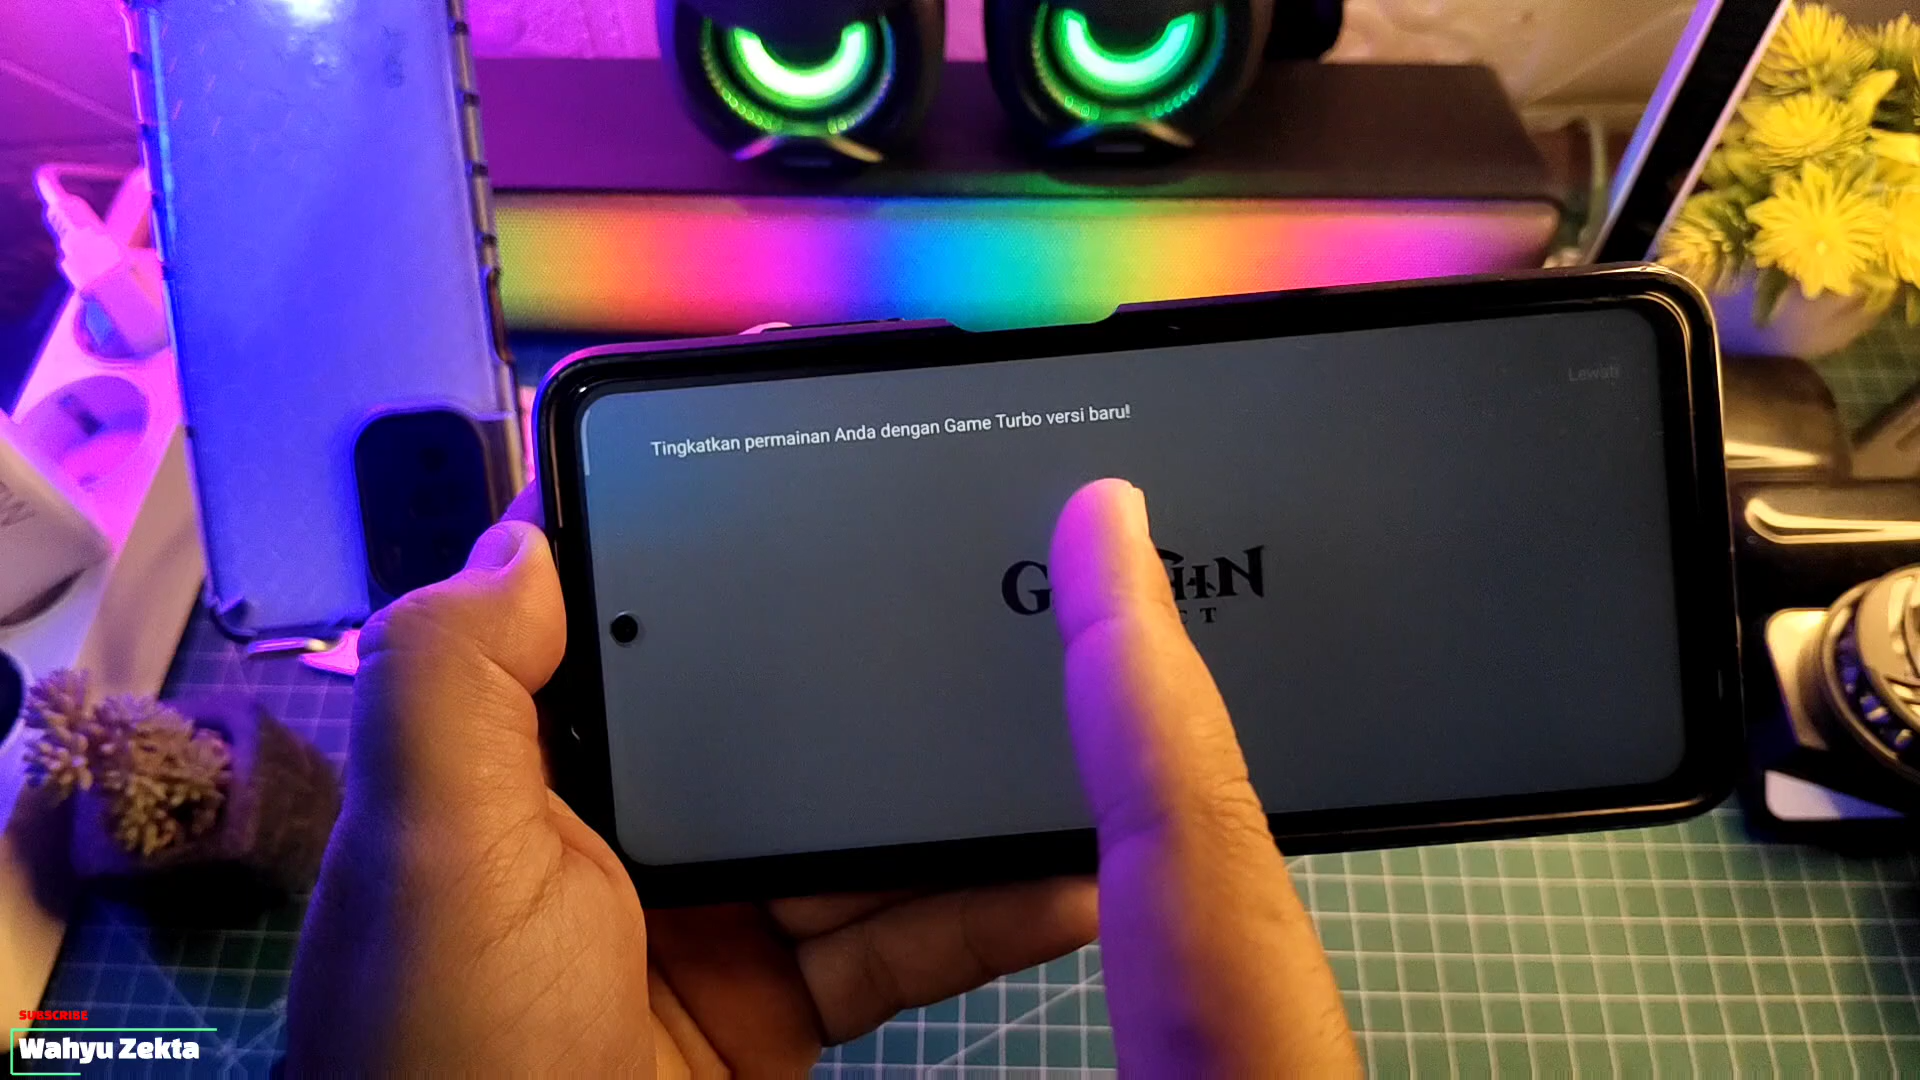 Lewati
Tingkatkan permainan Anda dengan Game Turbo versi baru!
SUBSCRIBE
Wahyu Zekta